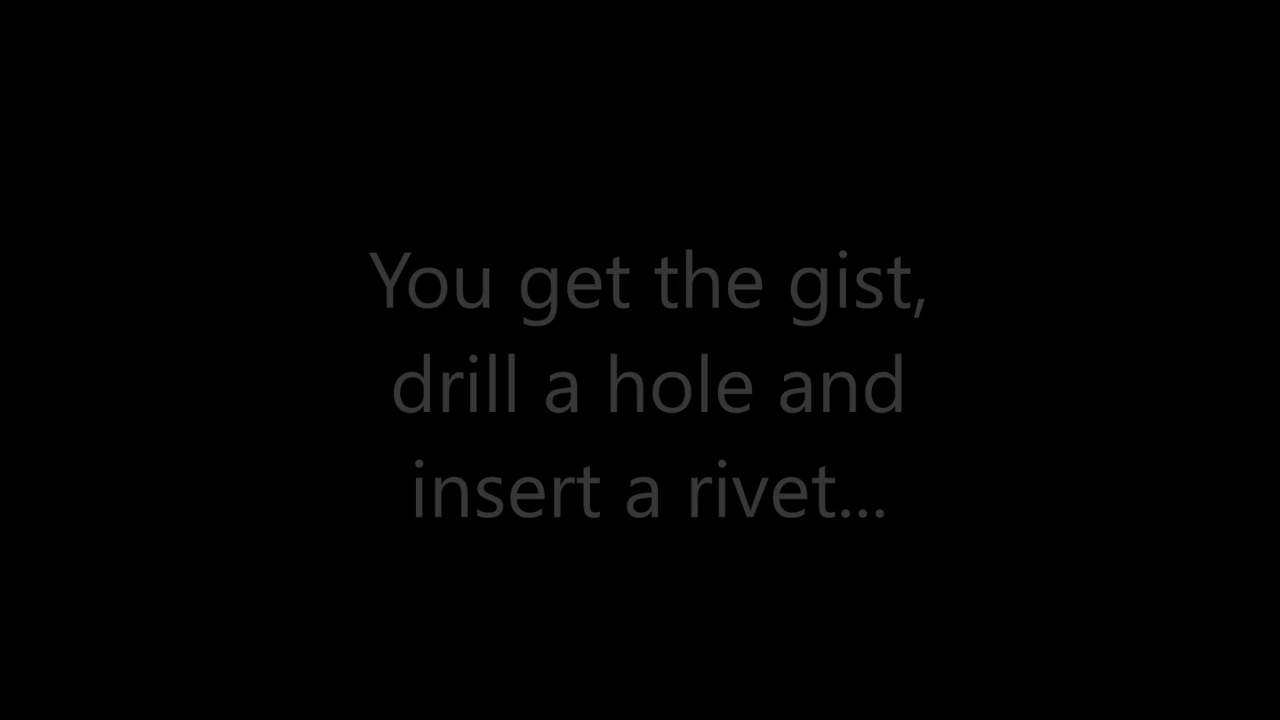 You get the gist,
drill a hole and
insert a rivet...